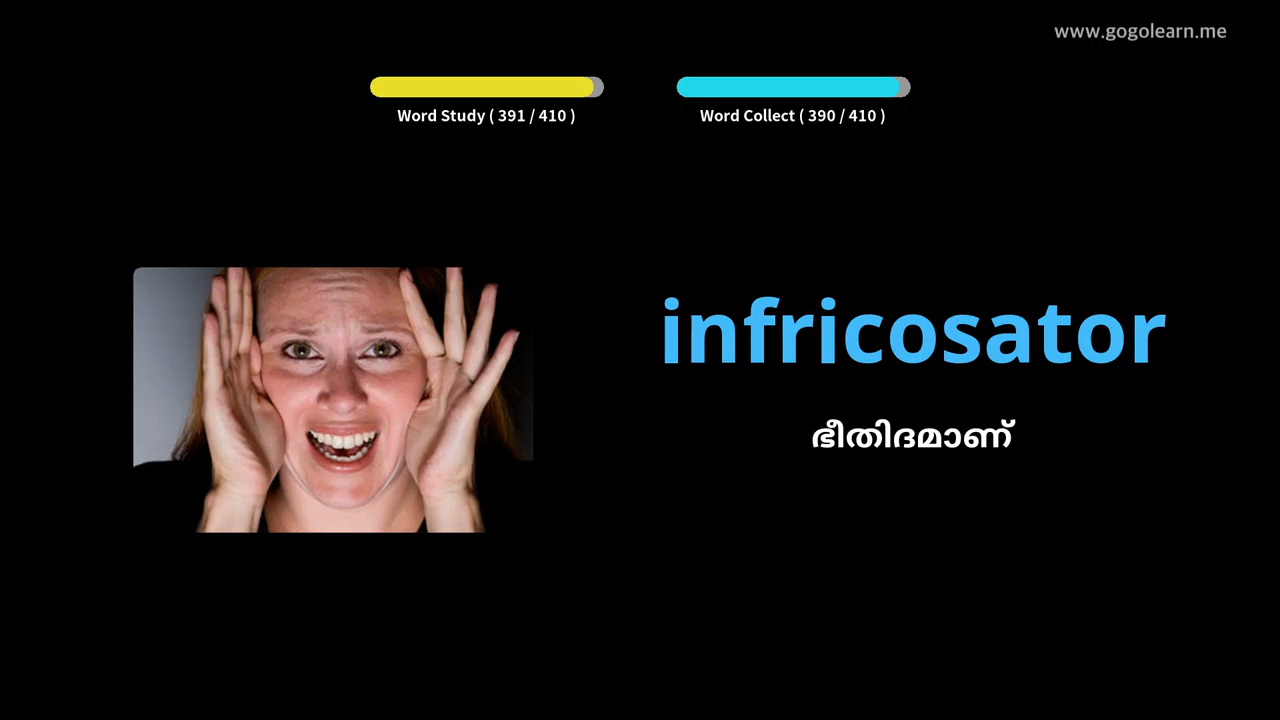 www.gogolearn.me
Word Study ( 391 / 410 )
Word Collect ( 390 / 410 )
infricosator
ഭീതിദമാണ്